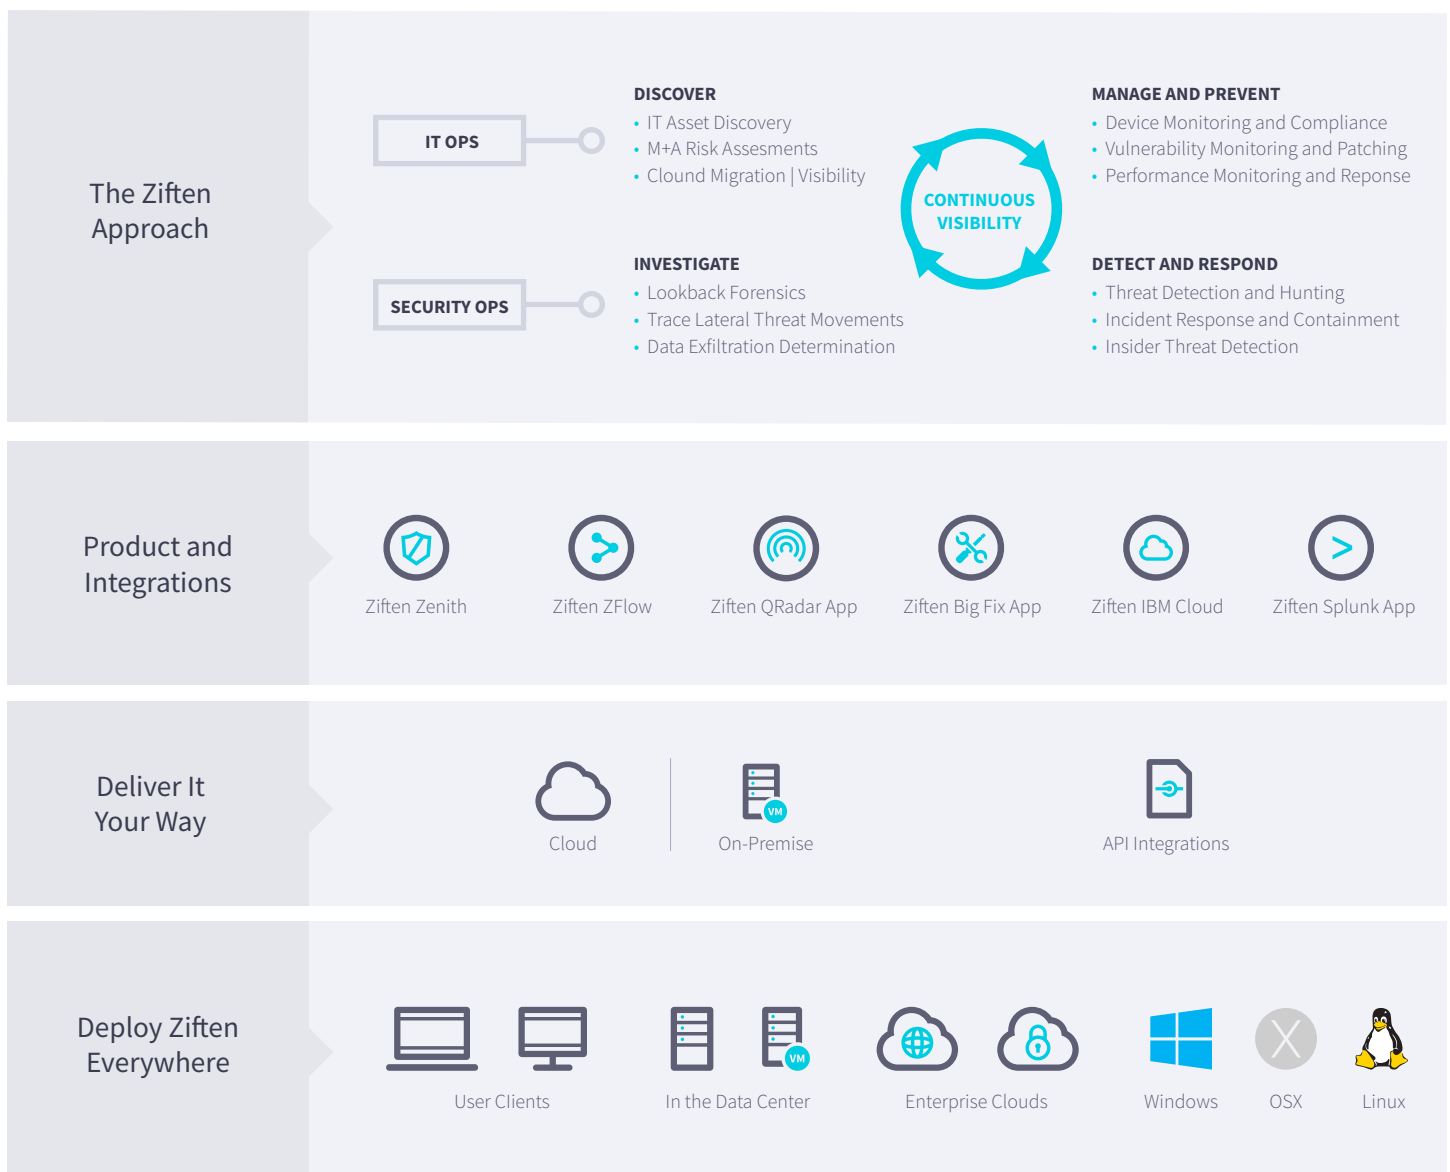 The Ziften
Approach
IT OPS
SECURITY OPS
DISCOVER
• IT Asset Discovery
• M+A Risk Assesments
• Clound Migration | Visibility
INVESTIGATE
• Lookback Forensics
• Trace Lateral Threat Movements
• Data Exfiltration Determination
CONTINUOUS
VISIBILITY
MANAGE AND PREVENT
• Device Monitoring and Compliance
• Vulnerability Monitoring and Patching
• Performance Monitoring and Reponse
DETECT AND RESPOND
• Threat Detection and Hunting
• Incident Response and Containment
• Insider Threat Detection
Product and
Integrations
Ziften Zenith
Ziften ZFlow
Ziften QRadar App
Ziften Big Fix App
Ziften IBM Cloud
>
Ziften Splunk App
Deliver It
Your Way
Cloud
VM
On-Premise
API Integrations
Deploy Ziften
Everywhere
User Clients
VM
In the Data Center
Enterprise Clouds
Windows
X
OSX
Linux